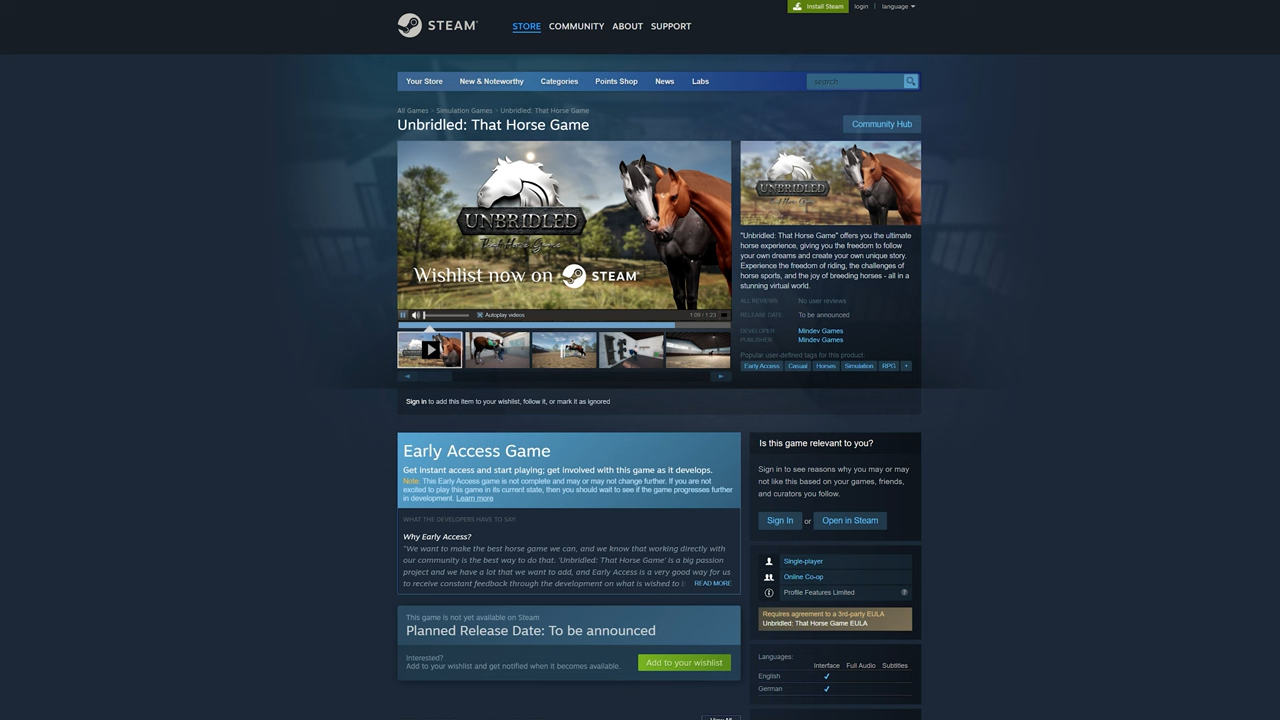 Install Steam
login | language
STEAM
STORE COMMUNITY ABOUT SUPPORT
Your Store New & Noteworthy Categories Points Shop News Labs
search
All Games > Simulation Games > Unbridled: That Horse Game
Unbridled: That Horse Game
Community Hub
UNBRIDLED
That Horse Game
Wishlist now on STEAM
Autoplay videos
1:09 / 1:23
UNBRIDLED
That Horse Game
"Unbridled: That Horse Game" offers you the ultimate
horse experience, giving you the freedom to follow
your own dreams and create your own unique story.
Experience the freedom of riding, the challenges of
horse sports, and the joy of breeding horses - all in a
stunning virtual world.
ALL REVIEWS: No user reviews
RELEASE DATE: To be announced
DEVELOPER: Mindev Games
PUBLISHER: Mindev Games
Popular user-defined tags for this product:
Early Access Casual Horses Simulation RPG +
Sign in to add this item to your wishlist, follow it, or mark it as ignored
Early Access Game
Get instant access and start playing; get involved with this game as it develops.
Note: This Early Access game is not complete and may or may not change further. If you are not
excited to play this game in its current state, then you should wait to see if the game progresses further
in development. Learn more
WHAT THE DEVELOPERS HAVE TO SAY:
Why Early Access?
"We want to make the best horse game we can, and we know that working directly with
our community is the best way to do that. 'Unbridled: That Horse Game' is a big passion
project and we have a lot that we want to add, and Early Access is a very good way for us
to receive constant feedback through the development on what is wished to READ MORE
This game is not yet available on Steam
Planned Release Date: To be announced
Interested?
Add to your wishlist and get notified when it becomes available.
Add to your wishlist
Is this game relevant to you?
Sign in to see reasons why you may or may
not like this based on your games, friends,
and curators you follow.
Sign In or Open in Steam
Single-player
Online Co-op
Profile Features Limited ?
Requires agreement to a 3rd-party EULA
Unbridled: That Horse Game EULA
Languages:
Interface Full Audio Subtitles
English ✓
German ✓
View All